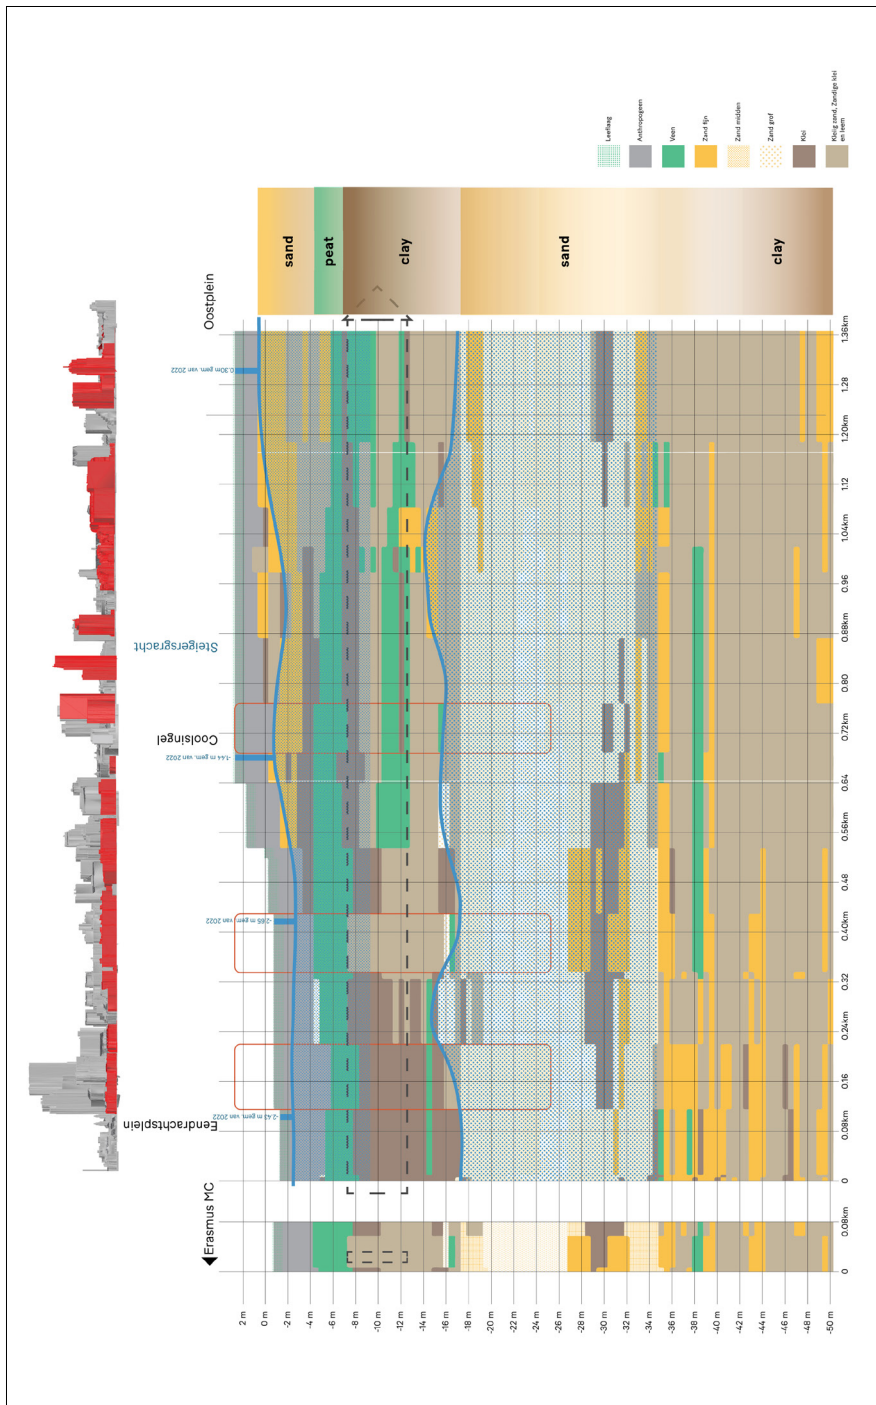 Leeflaag
Anthropogeen
Veen
Zand fijn
Zand midden
Zand grof
Klei
Kleiig zand, Zandige klei
en leem
sand
peat
clay
sand
clay
Oostplein
Steigersgracht
Coolsingel
Eendrachtsplein
Erasmus MC
0.30m gem. van 2022
-1.44 m gem. van 2022
-2.65 m gem van 2022
-2.43 m gem. van 2022
1.36km
1.28
1.20km
1.12
1.04km
0.96
0.88km
0.80
0.72km
0.64
0.56km
0.48
0.40km
0.32
0.24km
0.16
0.08km
0
0.08km
0
2 m
0 m
-2 m
-4 m
-6 m
-8 m
-10 m
-12 m
-14 m
-16 m
-18 m
-20 m
-22 m
-24 m
-26 m
-28 m
-30 m
-32 m
-34 m
-36 m
-38 m
-40 m
-42 m
-44 m
-46 m
-48 m
-50 m